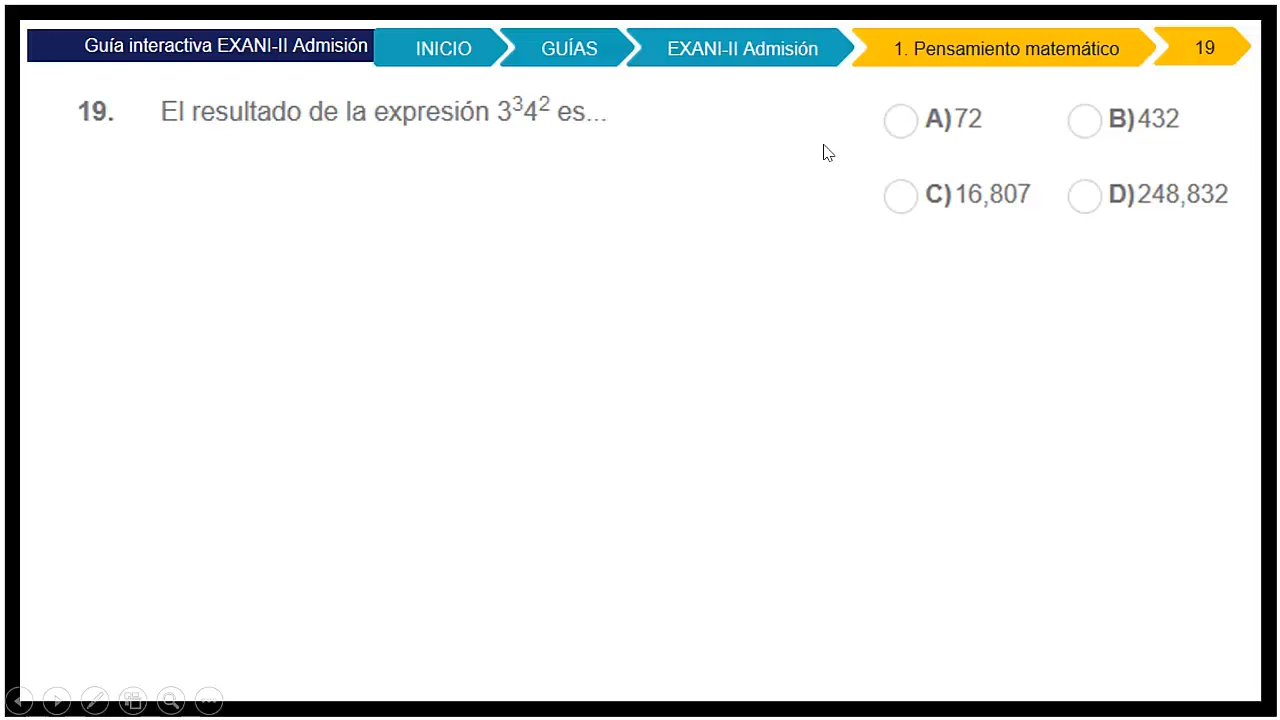 Guía interactiva EXANI-II Admisión INICIO GUÍAS EXANI-II Admisión 1. Pensamiento matemático 19
19. El resultado de la expresión 3³4² es...
A) 72 B) 432
C) 16,807 D) 248,832